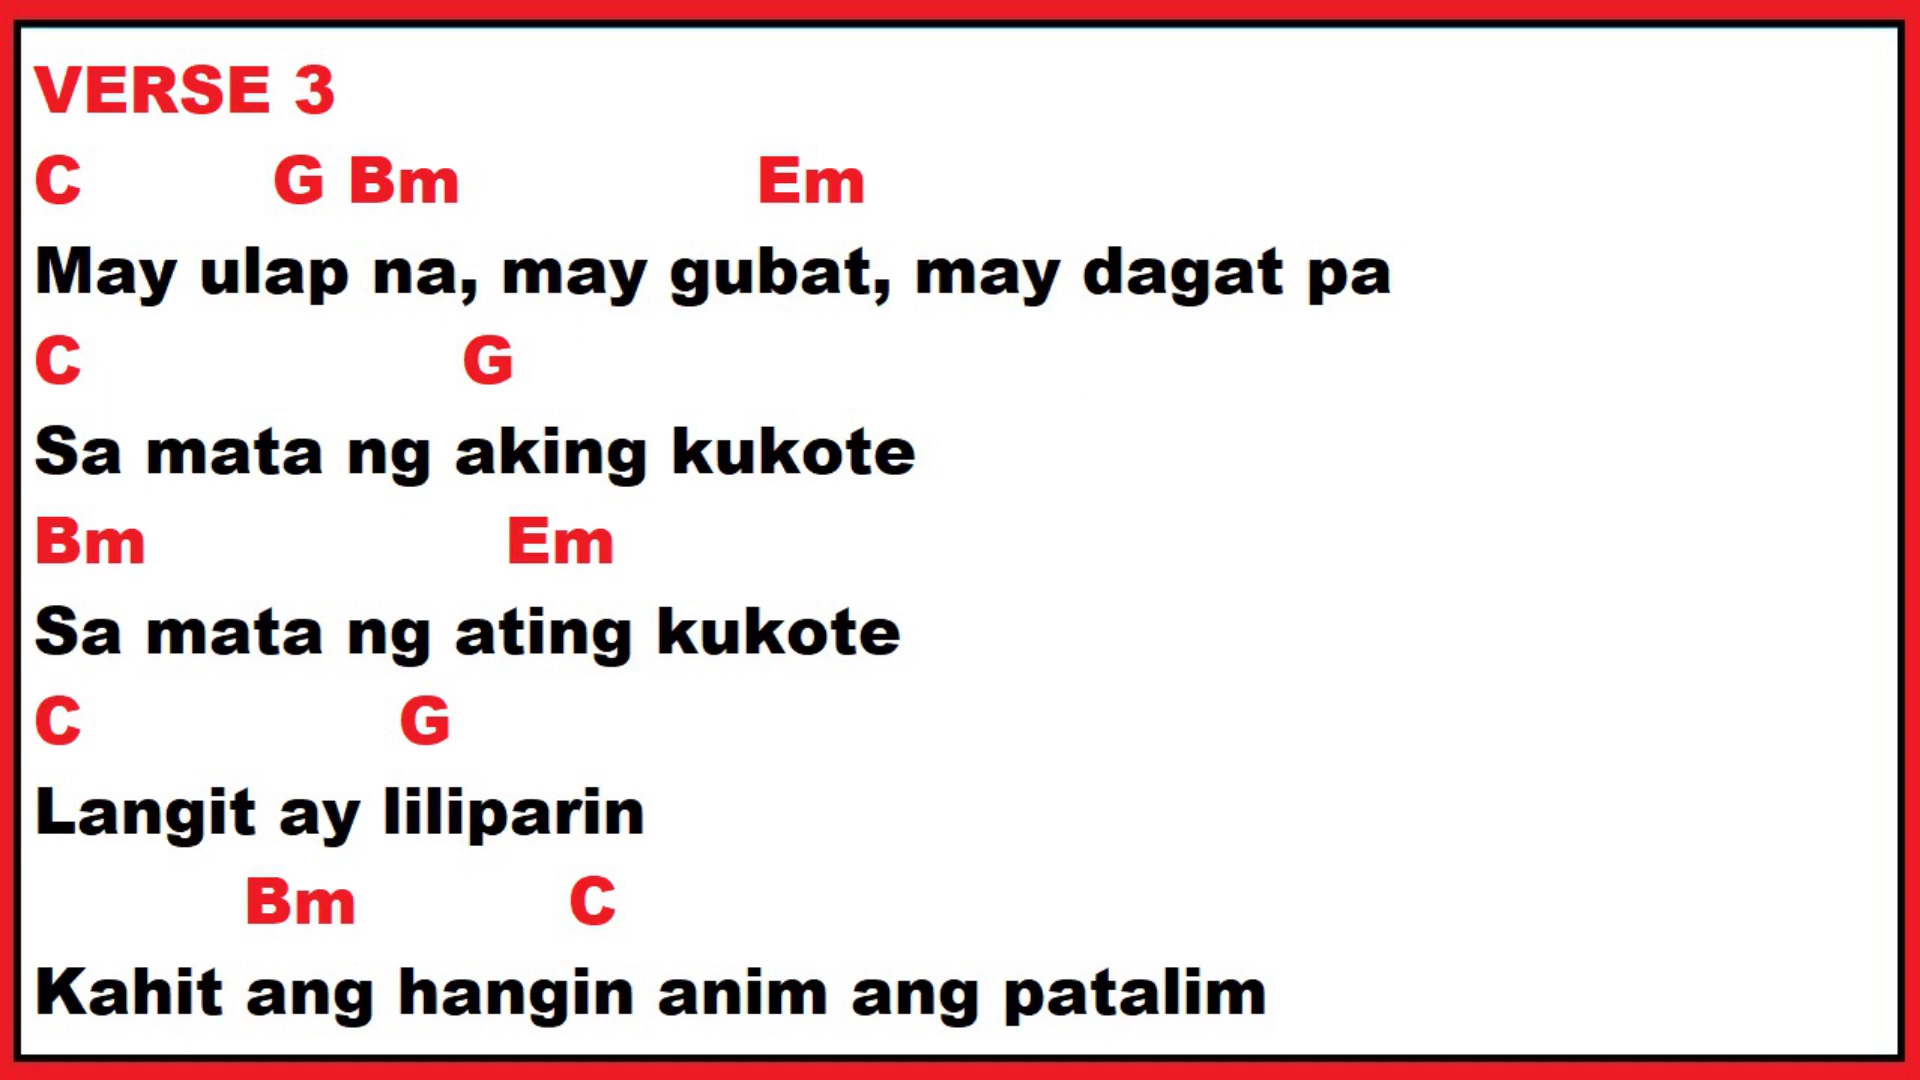 VERSE 3
C G Bm Em
May ulap na, may gubat, may dagat pa
C G
Sa mata ng aking kukote
Bm Em
Sa mata ng ating kukote
C G
Langit ay liliparin
Bm C
Kahit ang hangin anim ang patalim